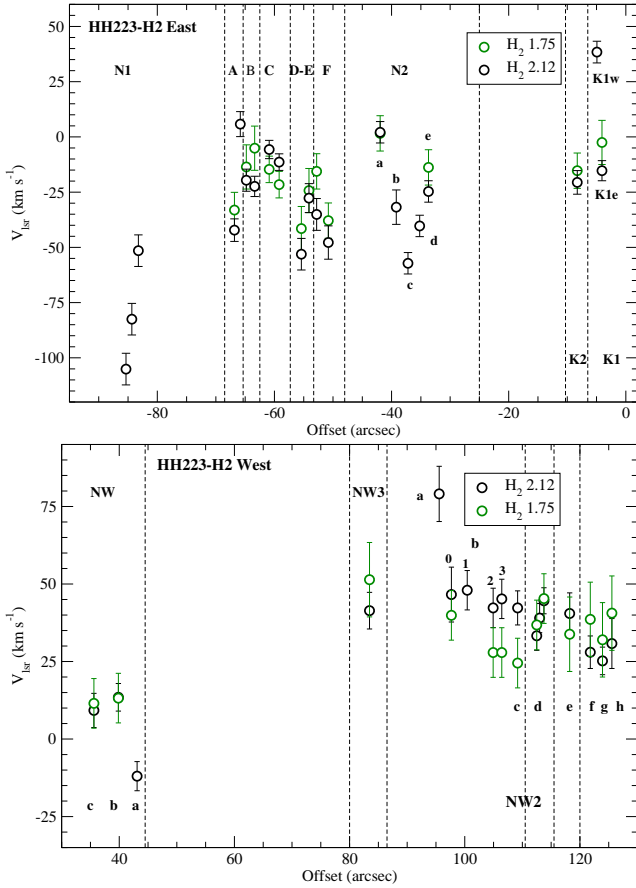 HH223-H2 East
H₂ 1.75
H₂ 2.12
N1
A
B
C
D-E
F
N2
K1w
a
b
c
d
e
K1e
K2
K1
50
25
0
-25
-50
-75
-100
V_lsr (km s⁻¹)
-80
-60
-40
-20
0
Offset (arcsec)
HH223-H2 West
H₂ 2.12
H₂ 1.75
NW
NW3
a
b
0
1
2
3
c
d
e
f
g
h
c
b
a
NW2
75
50
25
0
-25
V_lsr (km s⁻¹)
40
60
80
100
120
Offset (arcsec)